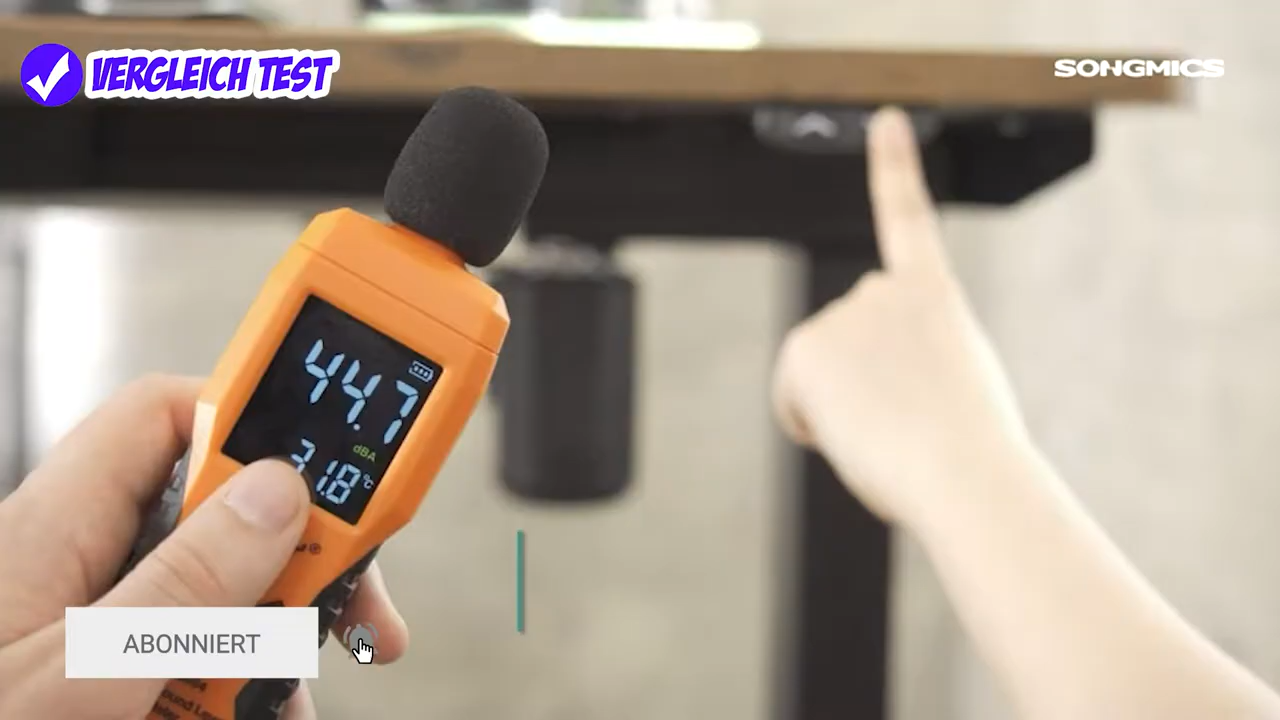 VERGLEICH TEST
SONGMICS
44.7
dBA
31.8 °C
ABONNIERT